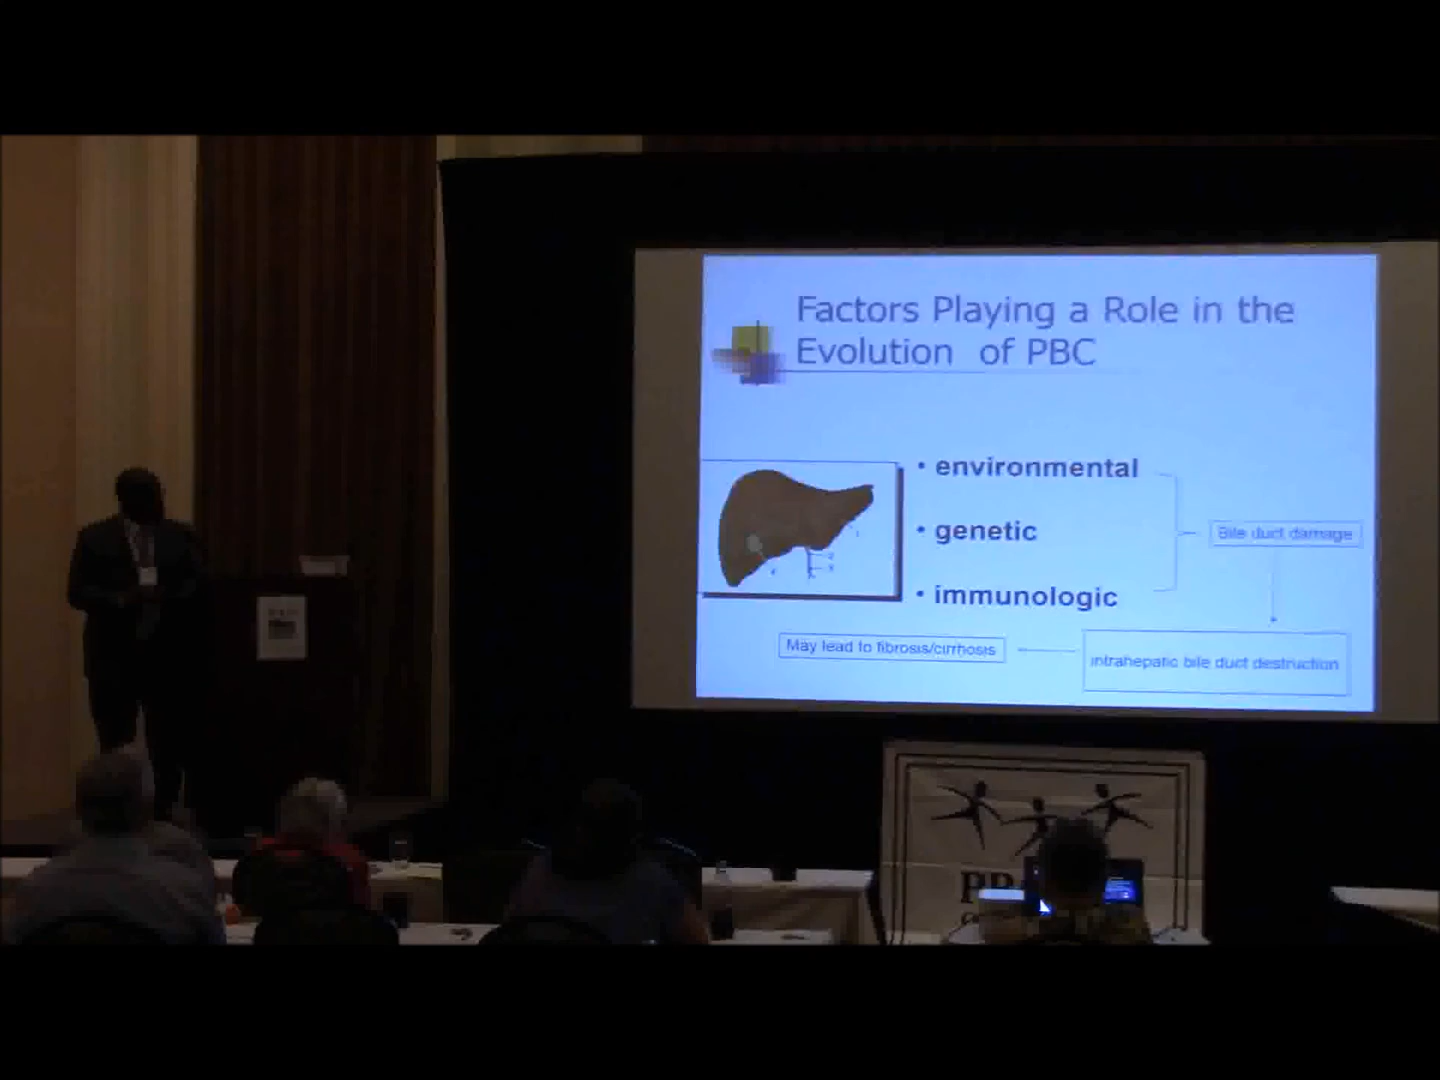 Factors Playing a Role in the
Evolution of PBC
• environmental
• genetic
• immunologic
Bile duct damage
intrahepatic bile duct destruction
May lead to fibrosis/cirrhosis